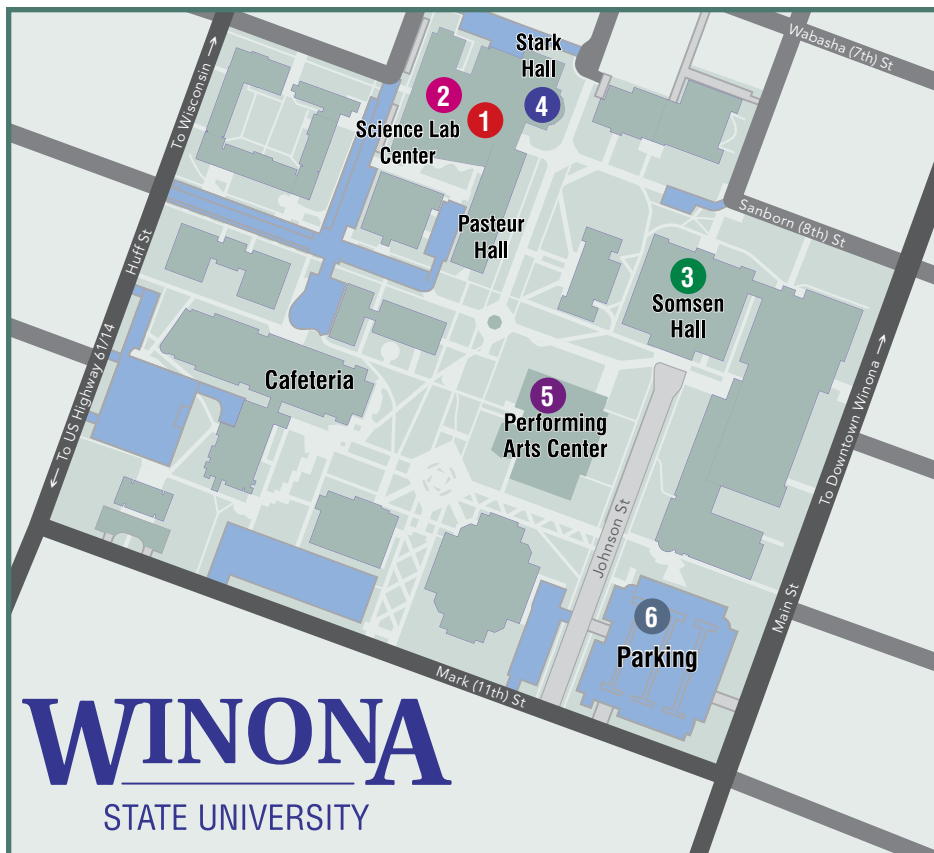 Wabasha (7th) St
Stark
Hall
To Wisconsin →
2
1
4
Science Lab
Center
Pasteur
Hall
Sanborn (8th) St
Huff St
3
Somsen
Hall
← To US Highway 61/14
Cafeteria
5
Performing
Arts Center
To Downtown Winona →
Johnson St
Main St
6
Parking
Mark (11th) St
WINONA
STATE UNIVERSITY